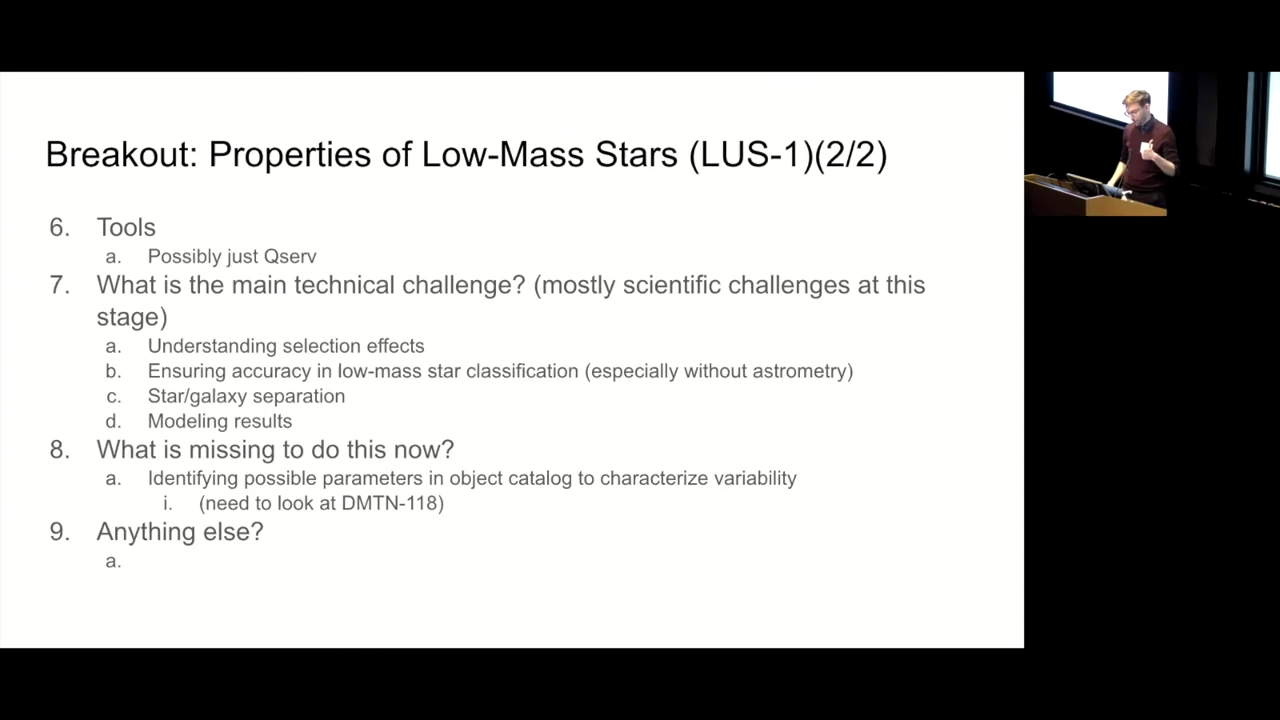 Breakout: Properties of Low-Mass Stars (LUS-1)(2/2)
6. Tools
a. Possibly just Qserv
7. What is the main technical challenge? (mostly scientific challenges at this
stage)
a. Understanding selection effects
b. Ensuring accuracy in low-mass star classification (especially without astrometry)
c. Star/galaxy separation
d. Modeling results
8. What is missing to do this now?
a. Identifying possible parameters in object catalog to characterize variability
i. (need to look at DMTN-118)
9. Anything else?
a.